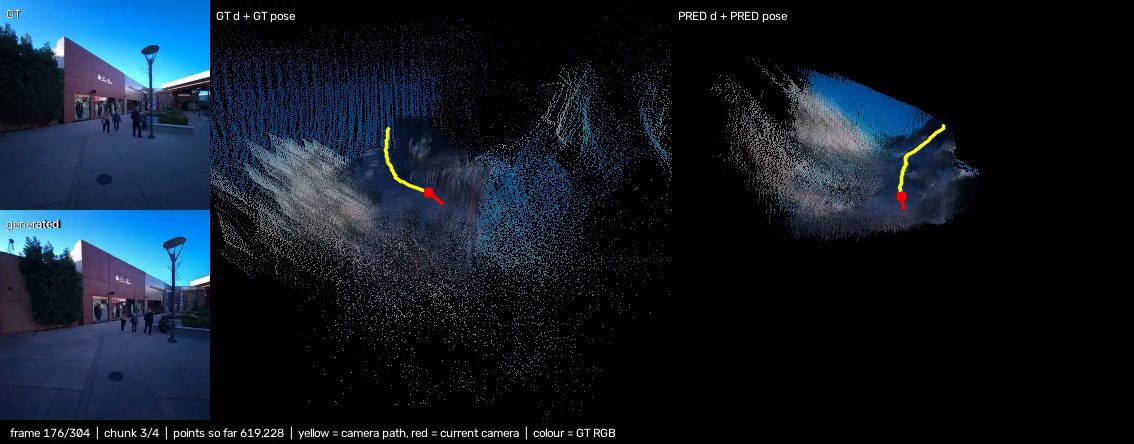 GT
GT d + GT pose
PRED d + PRED pose
generated
frame 176/304 | chunk 3/4 | points so far 619,228 | yellow = camera path, red = current camera | colour = GT RGB